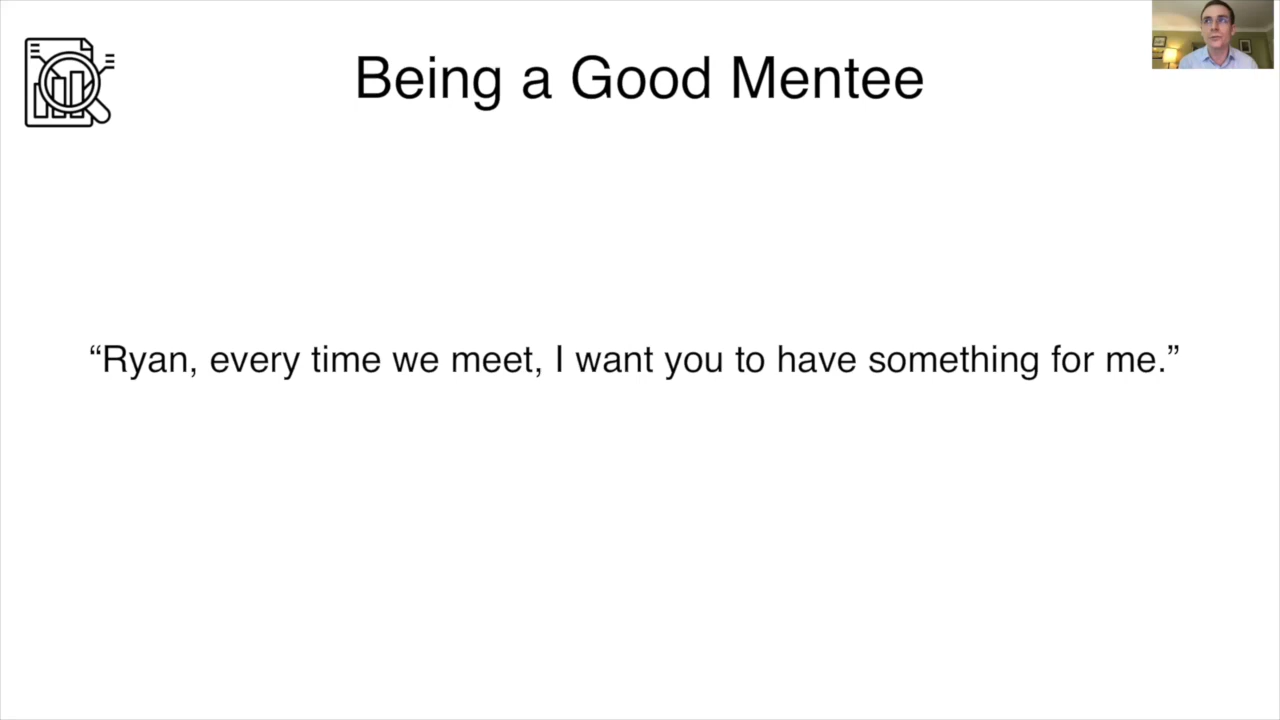 Being a Good Mentee
“Ryan, every time we meet, I want you to have something for me.”